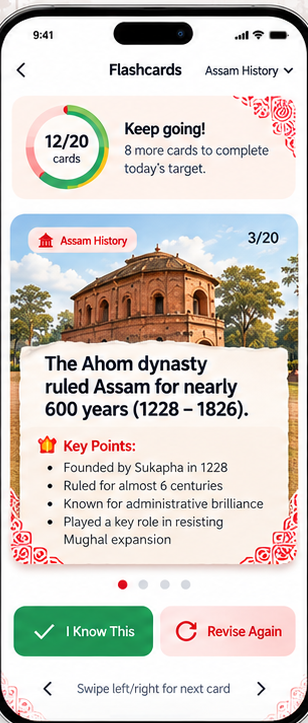 9:41
Flashcards
Assam History
12/20
cards
Keep going!
8 more cards to complete
today's target.
Assam History
3/20
The Ahom dynasty
ruled Assam for nearly
600 years (1228 – 1826).
Key Points:
• Founded by Sukapha in 1228
• Ruled for almost 6 centuries
• Known for administrative brilliance
• Played a key role in resisting
Mughal expansion
I Know This
Revise Again
Swipe left/right for next card